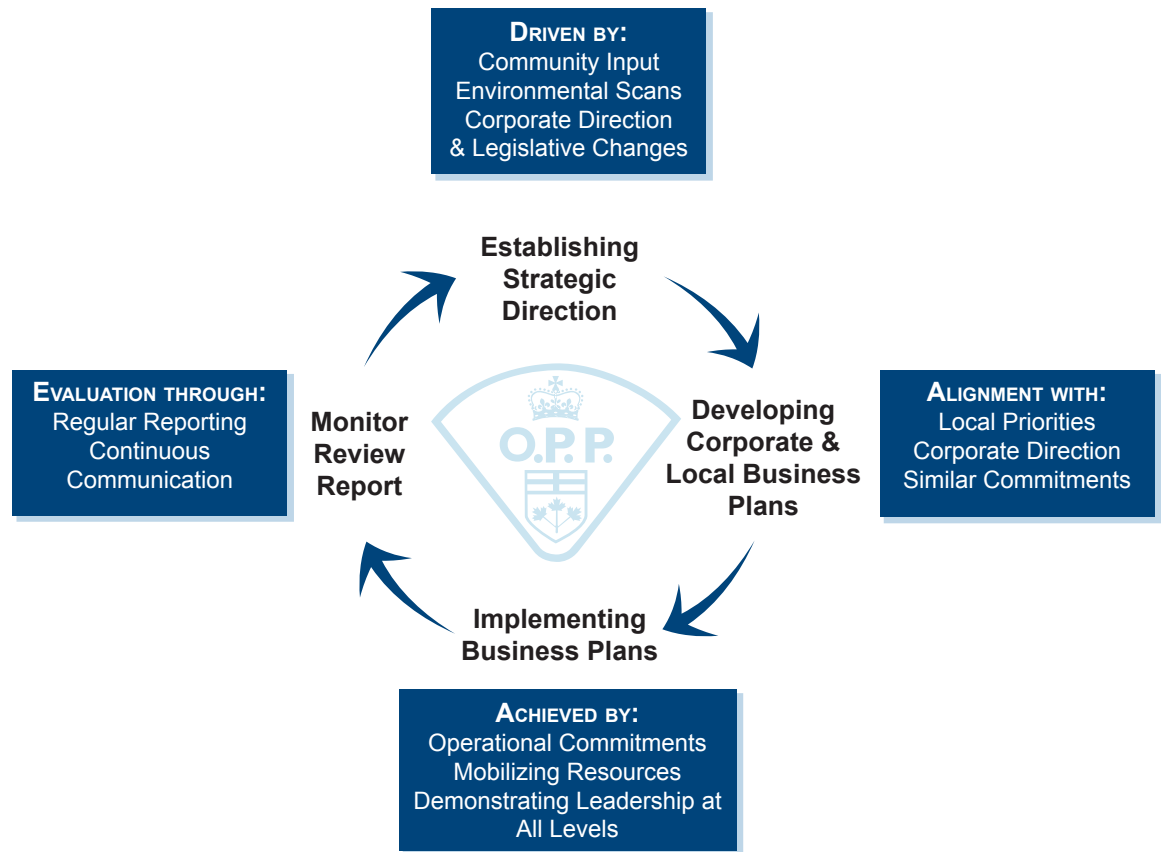 DRIVEN BY:
Community Input
Environmental Scans
Corporate Direction
& Legislative Changes
Establishing
Strategic
Direction
EVALUATION THROUGH:
Regular Reporting
Continuous
Communication
Monitor
Review
Report
O.P.P.
Developing
Corporate &
Local Business
Plans
ALIGNMENT WITH:
Local Priorities
Corporate Direction
Similar Commitments
Implementing
Business Plans
ACHIEVED BY:
Operational Commitments
Mobilizing Resources
Demonstrating Leadership at
All Levels